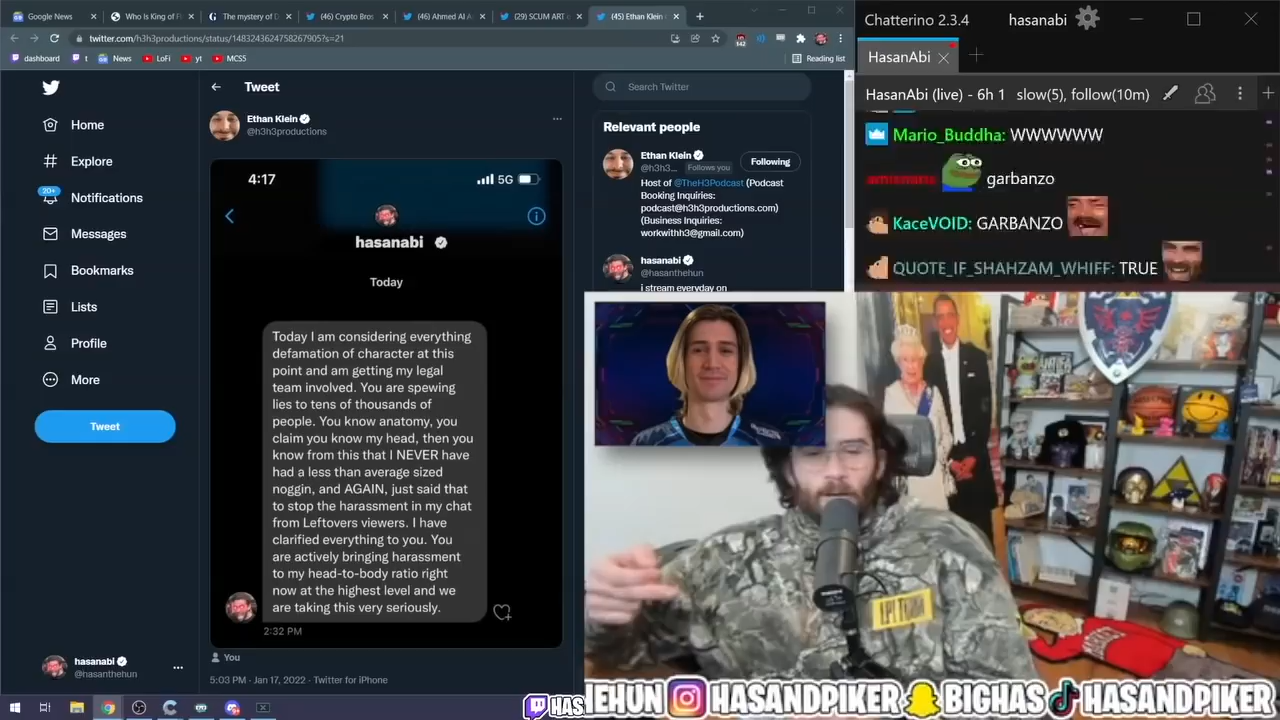 Google News
Who Is King of F
The mystery of D
(46) Crypto Bros
(46) Ahmed Al A
(29) SCUM ART
(45) Ethan Klein
twitter.com/h3h3productions/status/1483243624758267905?s=21
142
dashboard
t
News
LoFi
yt
MCS5
Reading list
Home
Explore
20+
Notifications
Messages
Bookmarks
Lists
Profile
More
Tweet
hasanabi
@hasanthehun
Tweet
Ethan Klein
@h3h3productions
4:17
5G
hasanabi
Today
Today I am considering everything
defamation of character at this
point and am getting my legal
team involved. You are spewing
lies to tens of thousands of
people. You know anatomy, you
claim you know my head, then you
know from this that I NEVER have
had a less than average sized
noggin, and AGAIN, just said that
to stop the harassment in my chat
from Leftovers viewers. I have
clarified everything to you. You
are actively bringing harassment
to my head-to-body ratio right
now at the highest level and we
are taking this very seriously.
2:32 PM
You
5:03 PM · Jan 17, 2022 · Twitter for iPhone
Search Twitter
Relevant people
Ethan Klein
@h3h3... Follows you
Following
Host of @TheH3Podcast (Podcast
Booking Inquiries:
podcast@h3h3productions.com)
(Business Inquiries:
workwithh3@gmail.com)
hasanabi
@hasanthehun
i stream everyday on
Chatterino 2.3.4
hasanabi
HasanAbi
HasanAbi (live) - 6h 1 slow(5), follow(10m)
Mario_Buddha: WWWWWW
garbanzo
KaceVOID: GARBANZO
QUOTE_IF_SHAHZAM_WHIFF: TRUE
HAS
HEHUN
HASANDPIKER
BIGHAS
HASANDPIKER